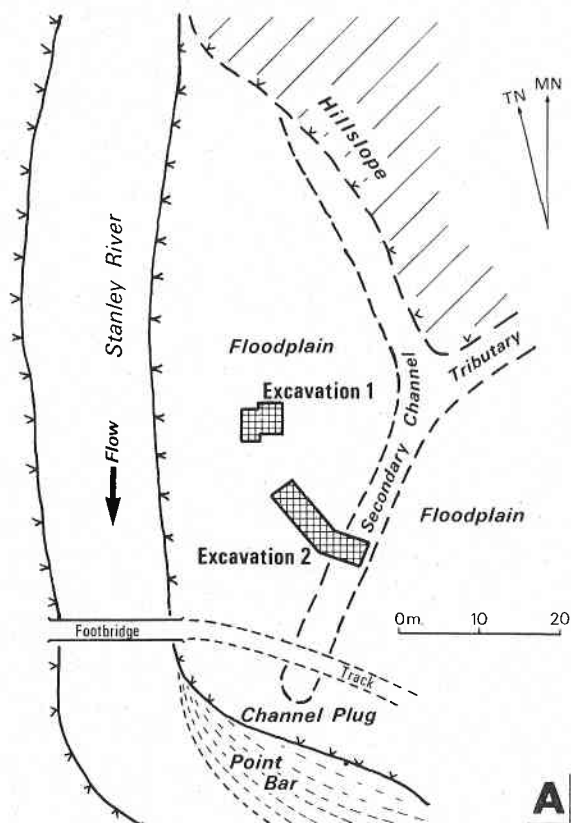 Hillslope
TN
MN
Stanley River
Floodplain
Tributary
Excavation 1
Secondary Channel
Flow
Floodplain
Excavation 2
0m.
10
20
Footbridge
Track
Channel Plug
Point
Bar
A